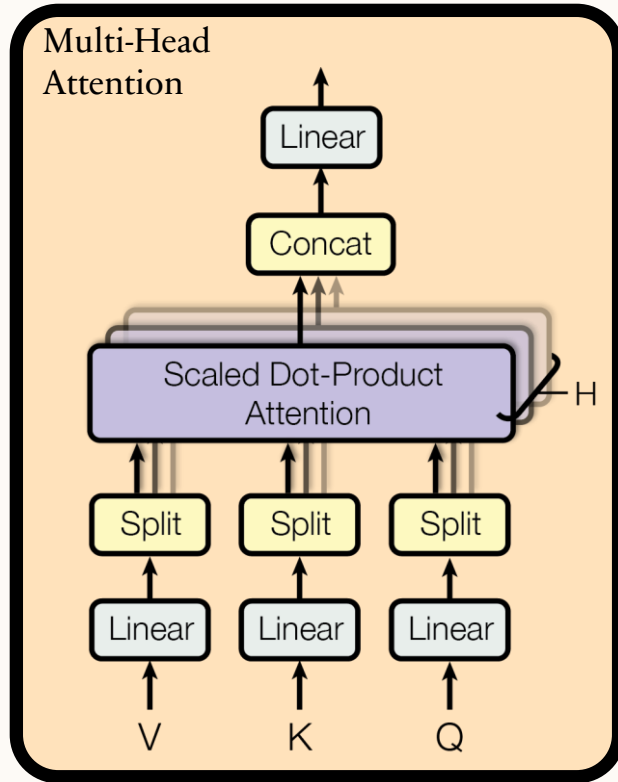 Multi-Head
Attention
Linear
Concat
Scaled Dot-Product
Attention
H
Split Split Split
Linear Linear Linear
V K Q